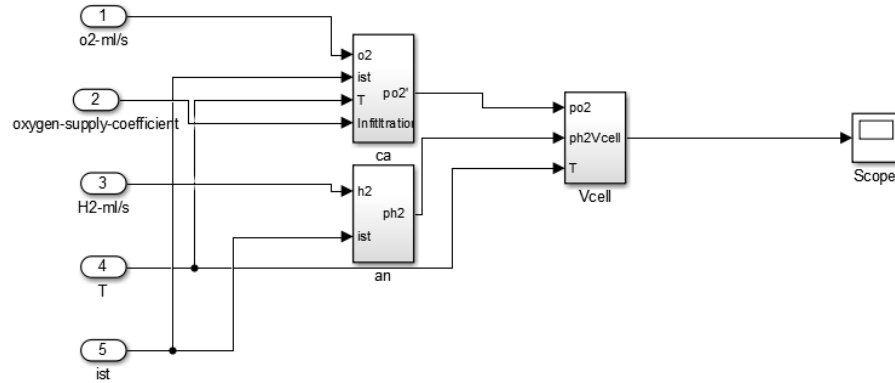 1
o2-ml/s
2
oxygen-supply-coefficient
3
H2-ml/s
4
T
5
ist
o2
ist
T
Infiltration
po2'
ca
h2
ist
ph2
an
po2
ph2Vcell
T
Vcell
Scope